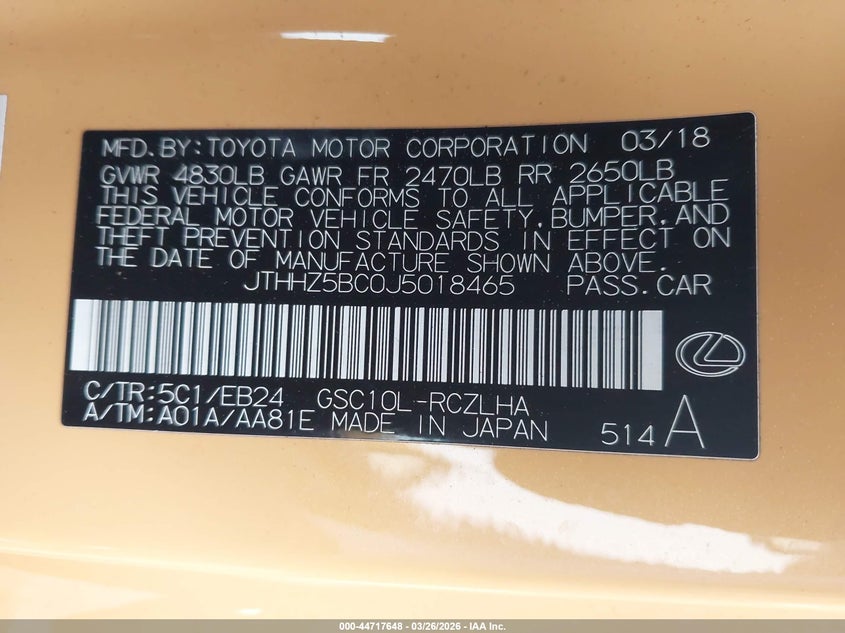 MFD.BY:TOYOTA MOTOR CORPORATION 03/18
GVWR 4830LB GAWR FR 2470LB RR 2650LB
THIS VEHICLE CONFORMS TO ALL APPLICABLE
FEDERAL MOTOR VEHICLE SAFETY,BUMPER,AND
THEFT PREVENTION STANDARDS IN EFFECT ON
THE DATE OF MANUFACTURE SHOWN ABOVE.
JTHHZ5BC0J5018465 PASS.CAR
C/TR:5C1/EB24 GSC10L-RCZLHA
A/TM:A01A/AA81E MADE IN JAPAN
514 A
000-44717648 - 03/26/2026 - IAA Inc.